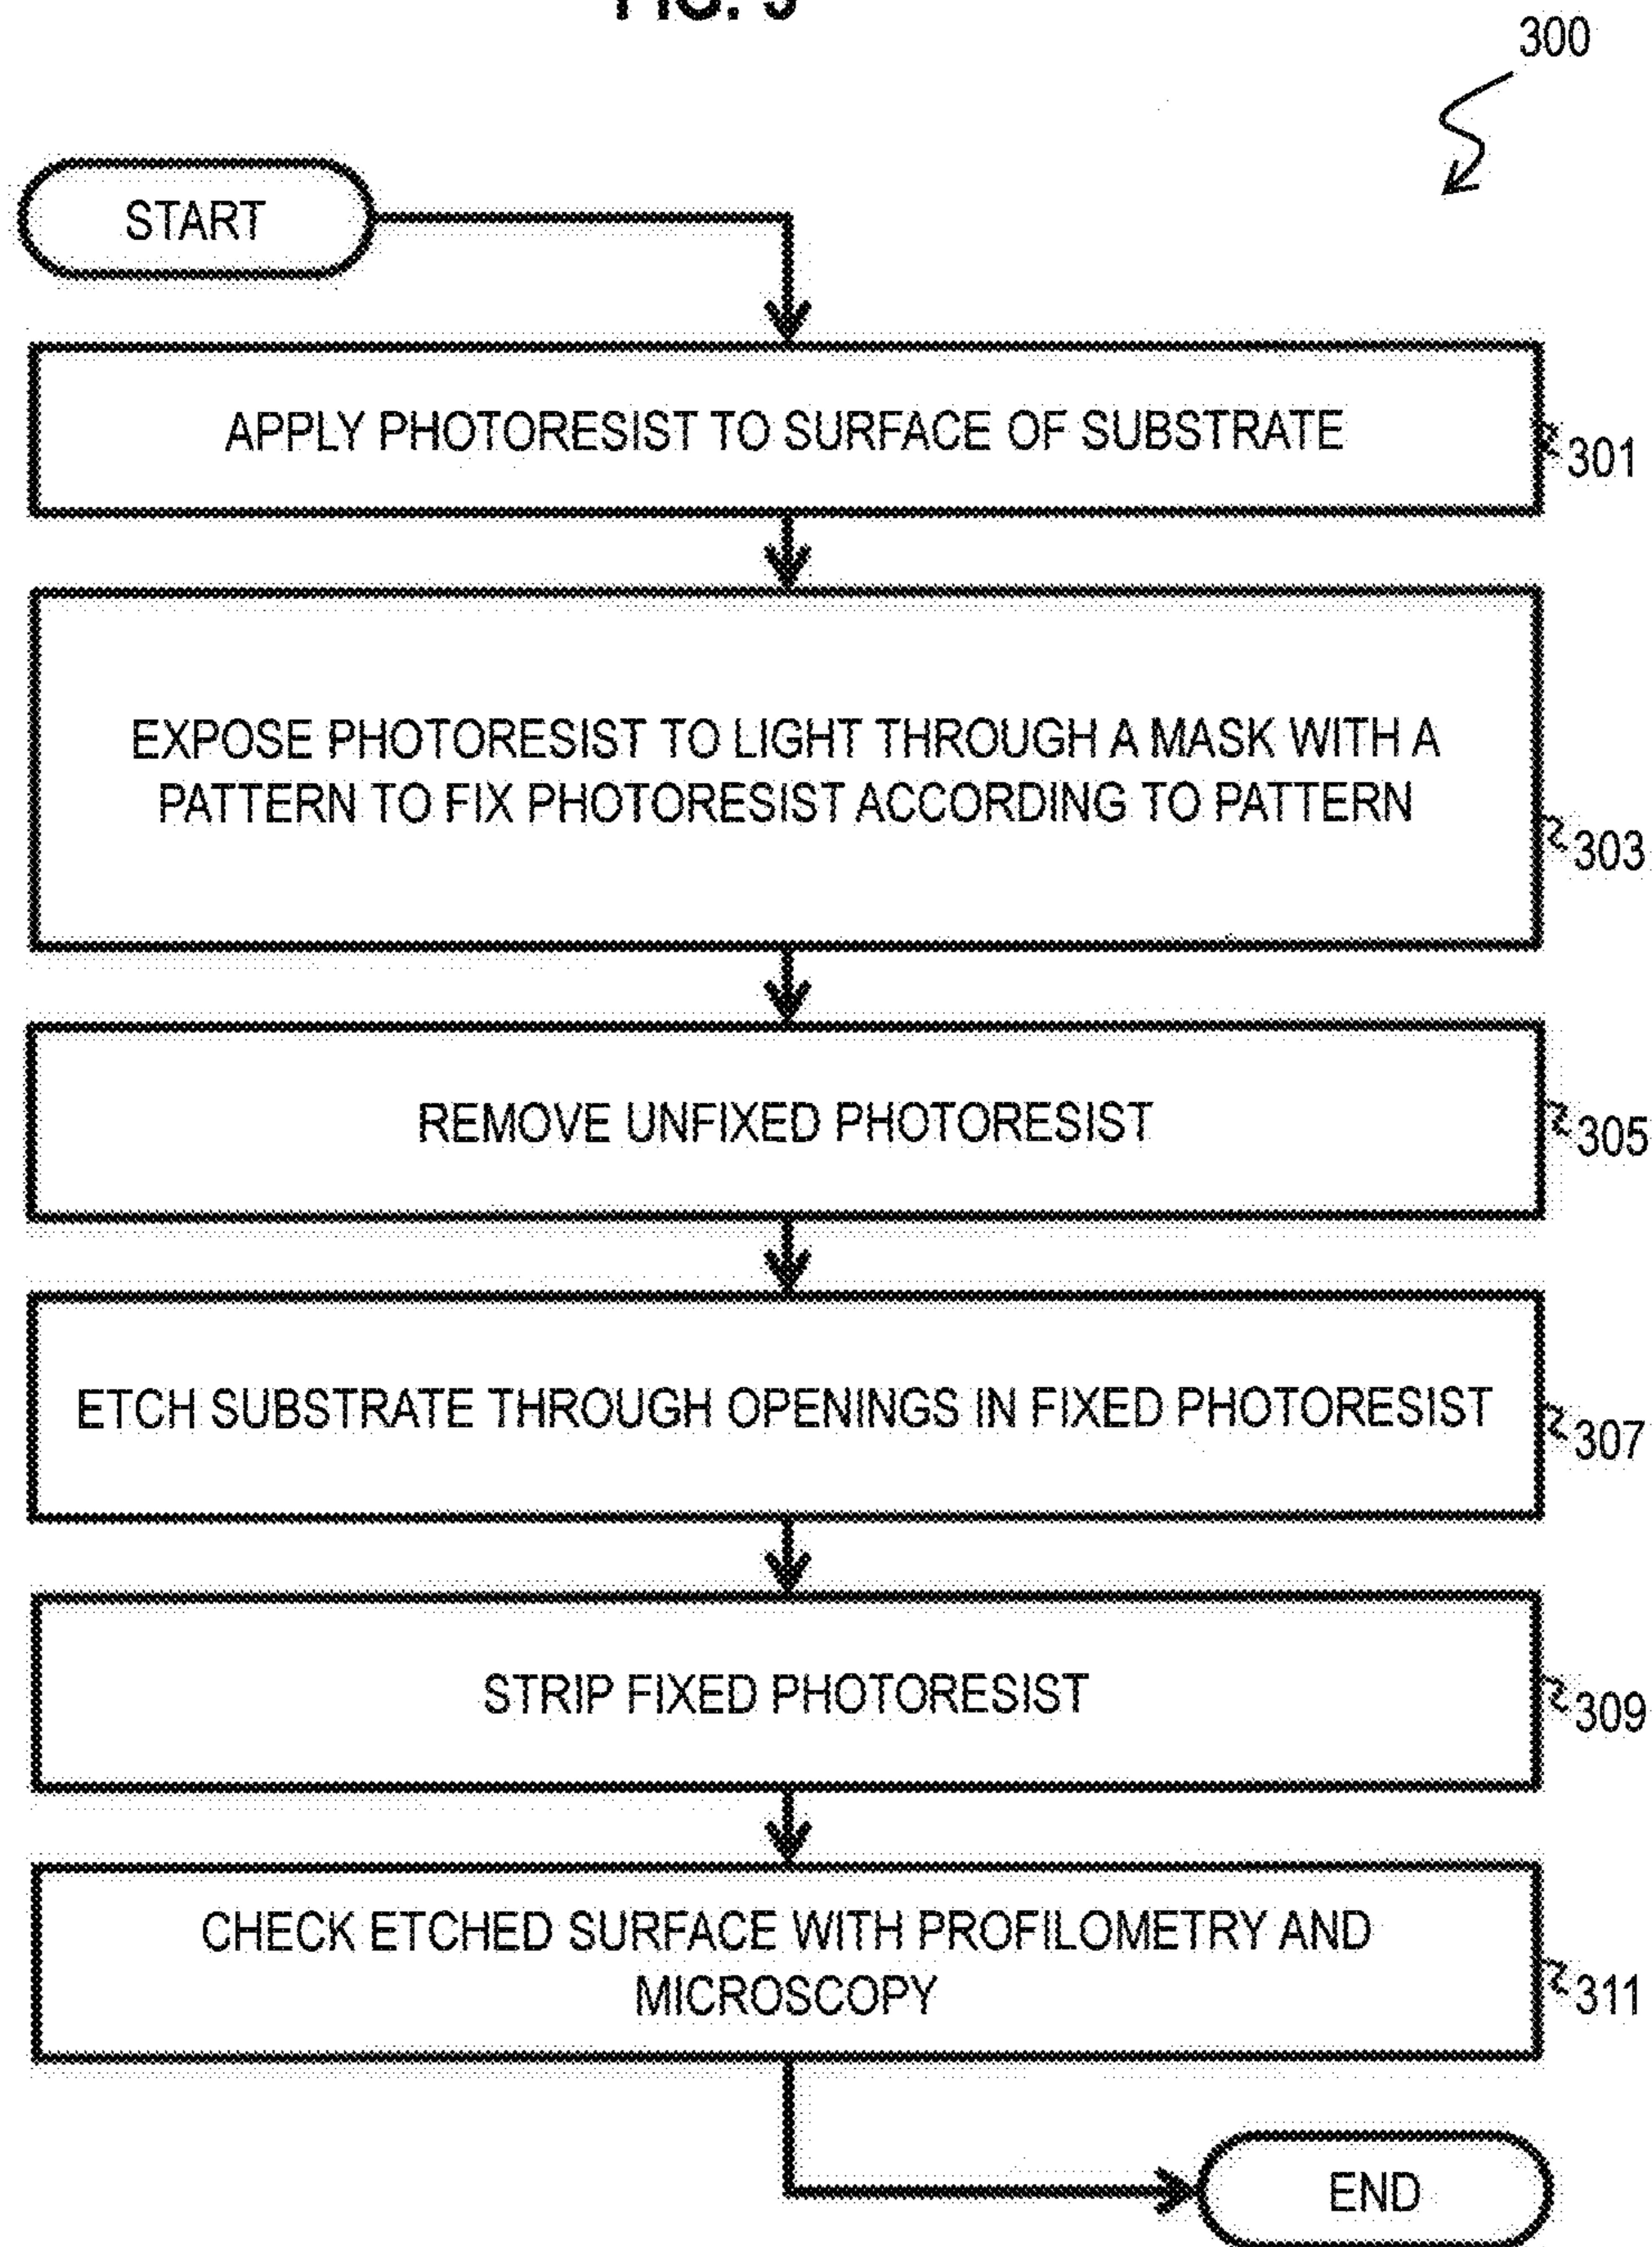 FIG.
300
START
APPLY PHOTORESIST TO SURFACE OF SUBSTRATE
301
EXPOSE PHOTORESIST TO LIGHT THROUGH A MASK WITH A
PATTERN TO FIX PHOTORESIST ACCORDING TO PATTERN
303
REMOVE UNFIXED PHOTORESIST
305
ETCH SUBSTRATE THROUGH OPENINGS IN FIXED PHOTORESIST
307
STRIP FIXED PHOTORESIST
309
CHECK ETCHED SURFACE WITH PROFILOMETRY AND
MICROSCOPY
311
END